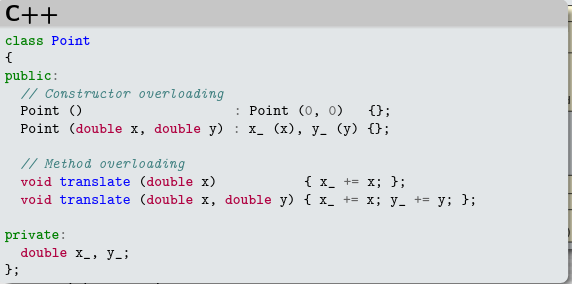 C++
class Point
{
public:
  // Constructor overloading
  Point ()                   : Point (0, 0)   {};
  Point (double x, double y) : x_ (x), y_ (y) {};

  // Method overloading
  void translate (double x)           { x_ += x; };
  void translate (double x, double y) { x_ += x; y_ += y; };

private:
  double x_, y_;
};